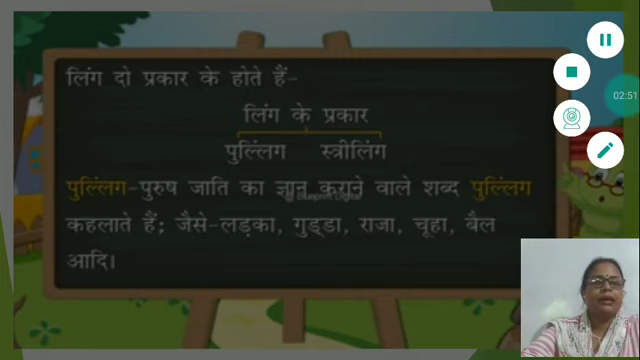 लिंग दो प्रकार के होते हैं-
लिंग के प्रकार
पुल्लिंग स्त्रीलिंग
पुल्लिंग-पुरुष जाति का ज्ञान कराने वाले शब्द पुल्लिंग
कहलाते हैं; जैसे-लड़का, गुड्डा, राजा, चूहा, बैल
आदि।
02:51